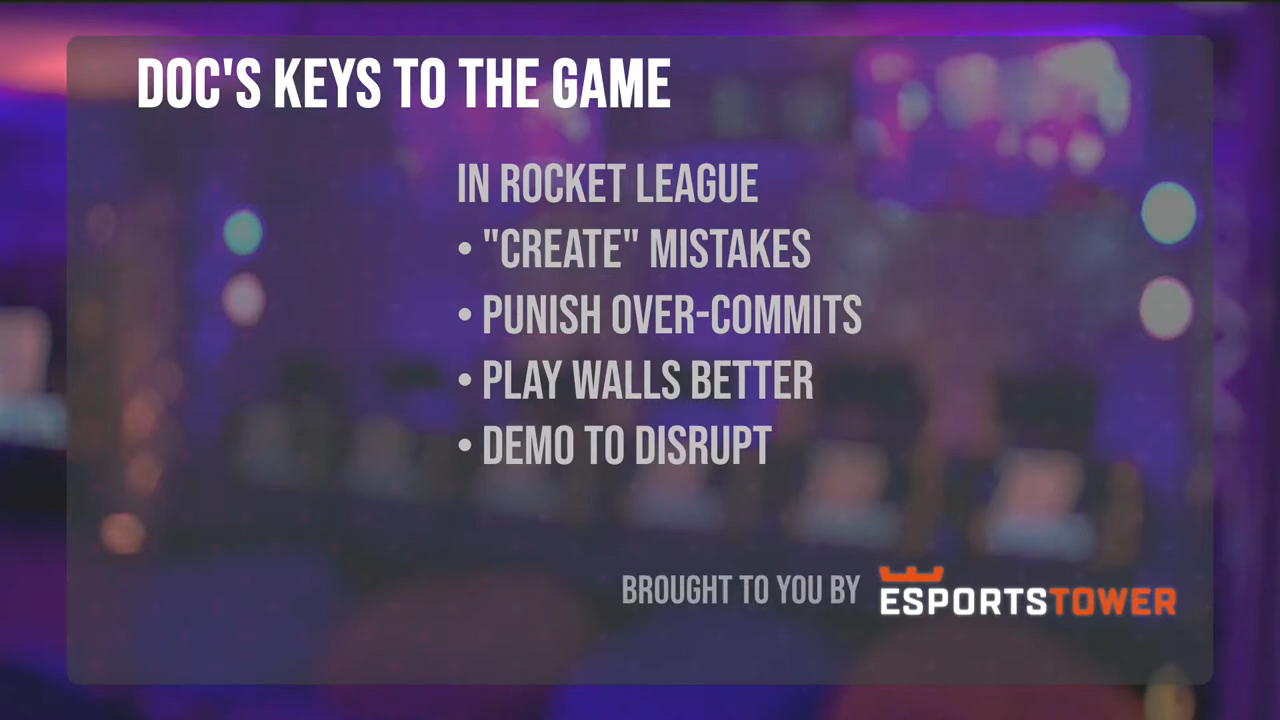 DOC'S KEYS TO THE GAME
IN ROCKET LEAGUE
• "CREATE" MISTAKES
• PUNISH OVER-COMMITS
• PLAY WALLS BETTER
• DEMO TO DISRUPT
BROUGHT TO YOU BY ESPORTSTOWER